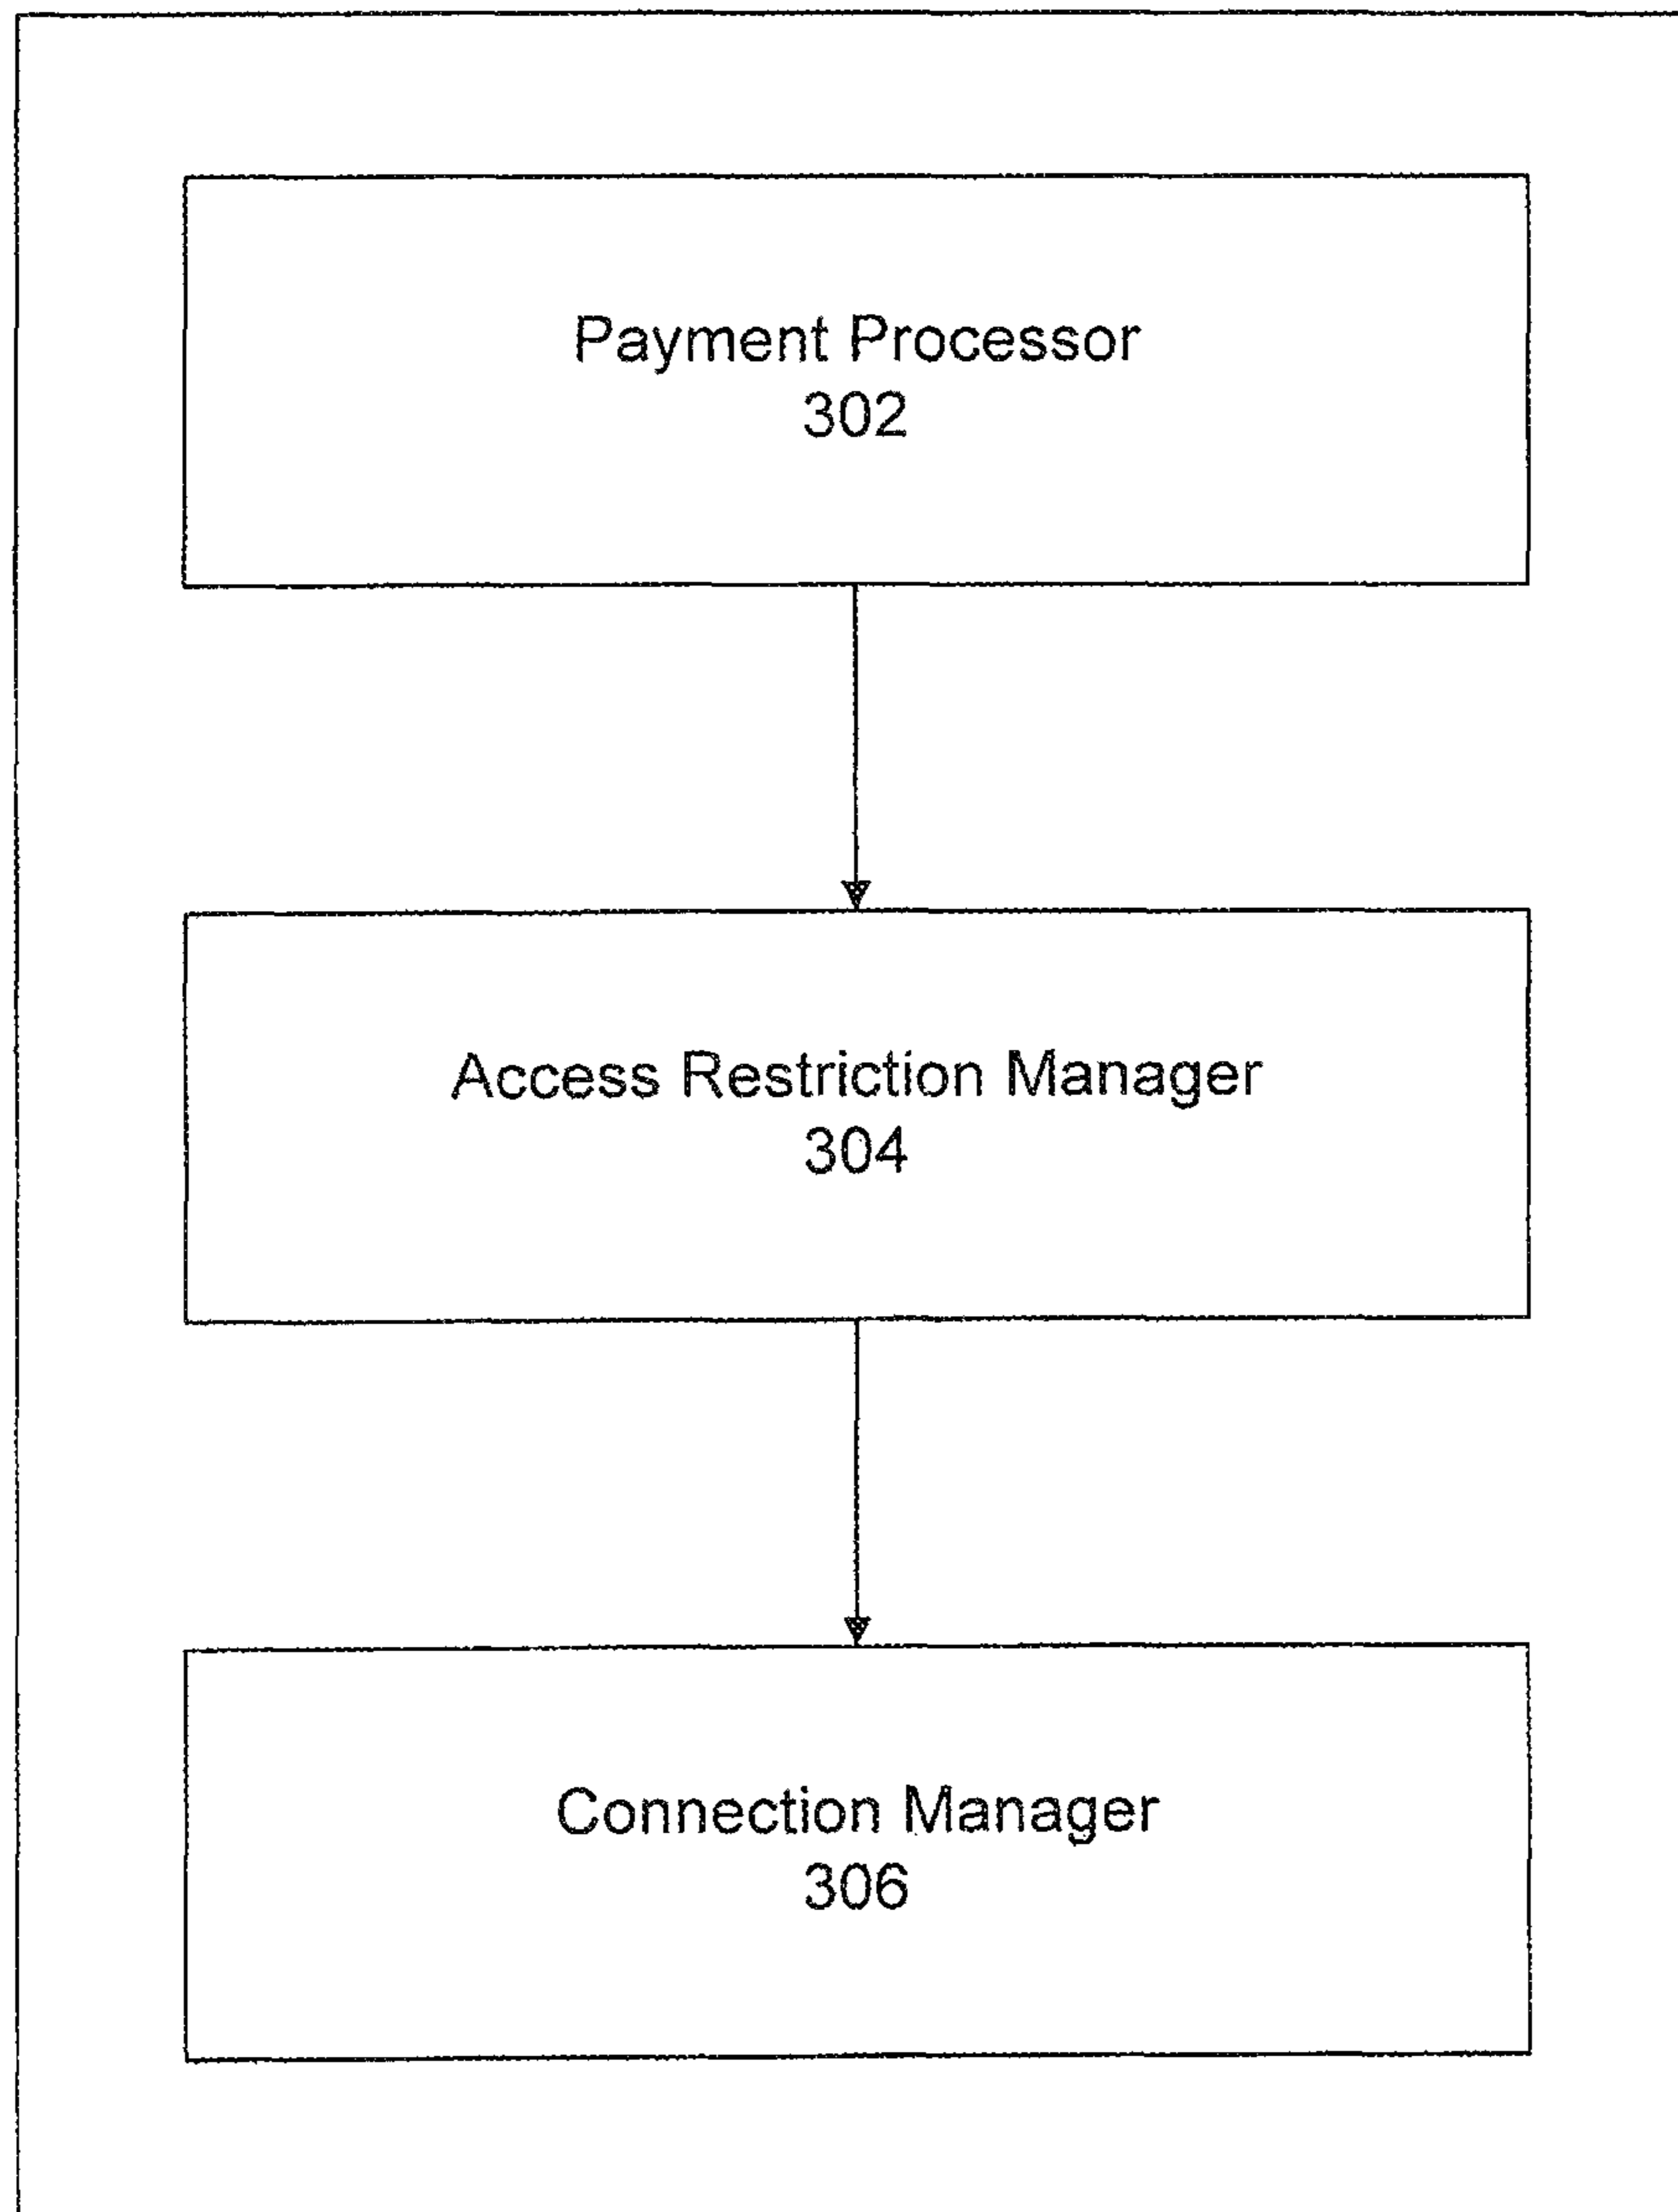 Payment Processor
302
Access Restriction Manager
304
Connection Manager
306